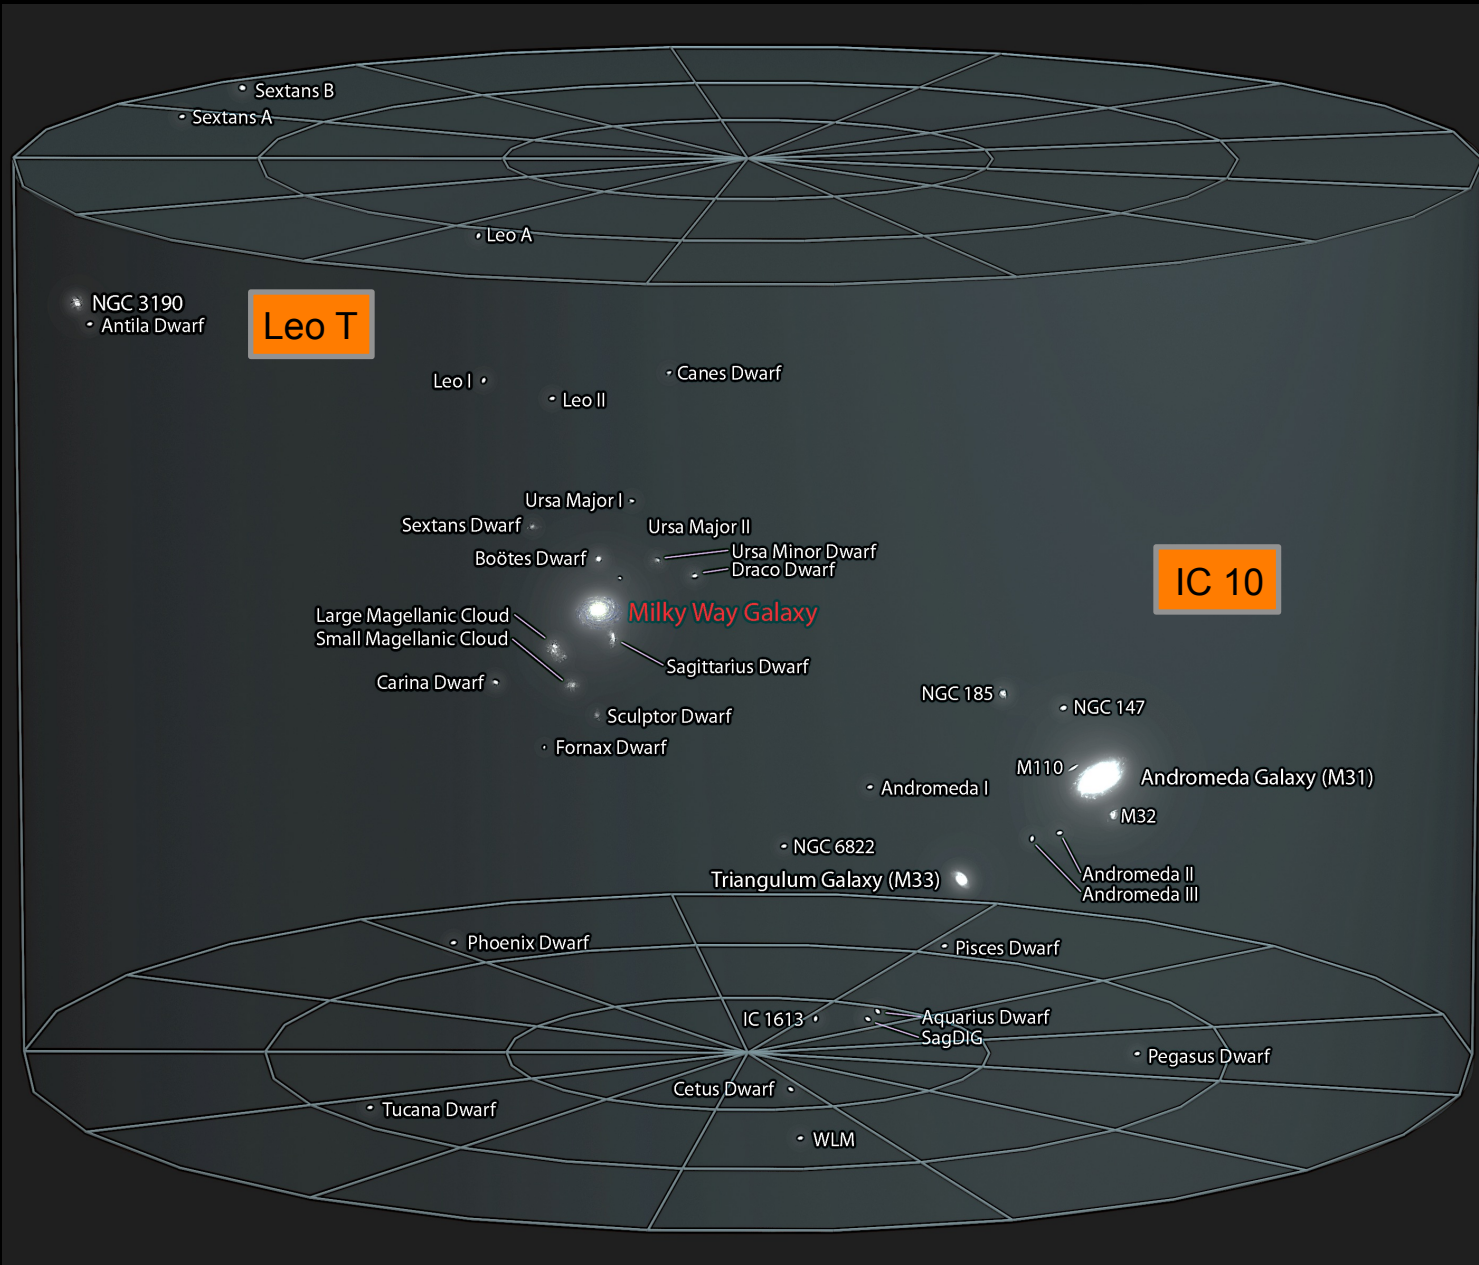 Sextans B
Sextans A
Leo A
NGC 3190
Antila Dwarf
Leo T
Leo I
Leo II
Canes Dwarf
Ursa Major I
Sextans Dwarf
Ursa Major II
Boötes Dwarf
Ursa Minor Dwarf
Draco Dwarf
IC 10
Large Magellanic Cloud
Milky Way Galaxy
Small Magellanic Cloud
Sagittarius Dwarf
Carina Dwarf
NGC 185
NGC 147
Sculptor Dwarf
Fornax Dwarf
M110
Andromeda Galaxy (M31)
Andromeda I
M32
NGC 6822
Triangulum Galaxy (M33)
Andromeda II
Andromeda III
Phoenix Dwarf
Pisces Dwarf
IC 1613
Aquarius Dwarf
SagDIG
Pegasus Dwarf
Cetus Dwarf
Tucana Dwarf
WLM